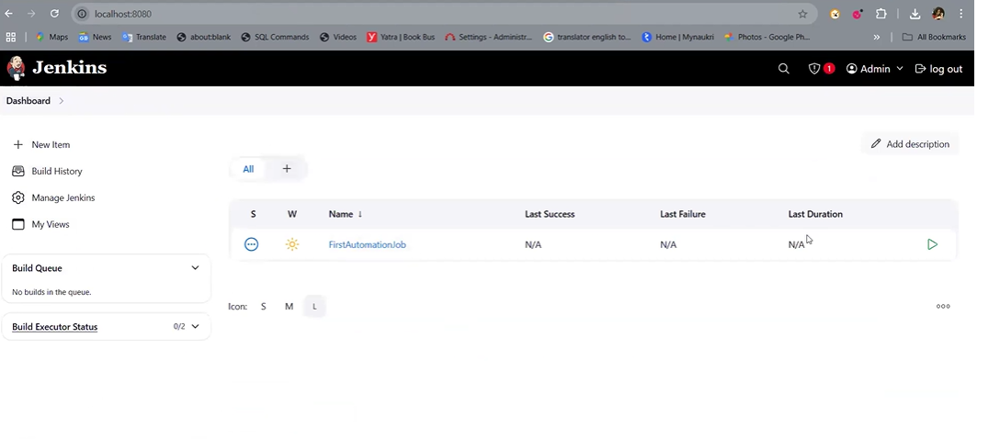 localhost:8080
Maps News Translate about:blank SQL Commands Videos Yatra | Book Bus Settings - Administr... translator english to... Home | Mynaukri Photos - Google Ph... » All Bookmarks
Jenkins 1 Admin log out
Dashboard
New Item
Add description
Build History
All +
Manage Jenkins
My Views
S W Name ↓ Last Success Last Failure Last Duration
FirstAutomationJob N/A N/A N/A
Build Queue
No builds in the queue.
Icon: S M L
Build Executor Status 0/2